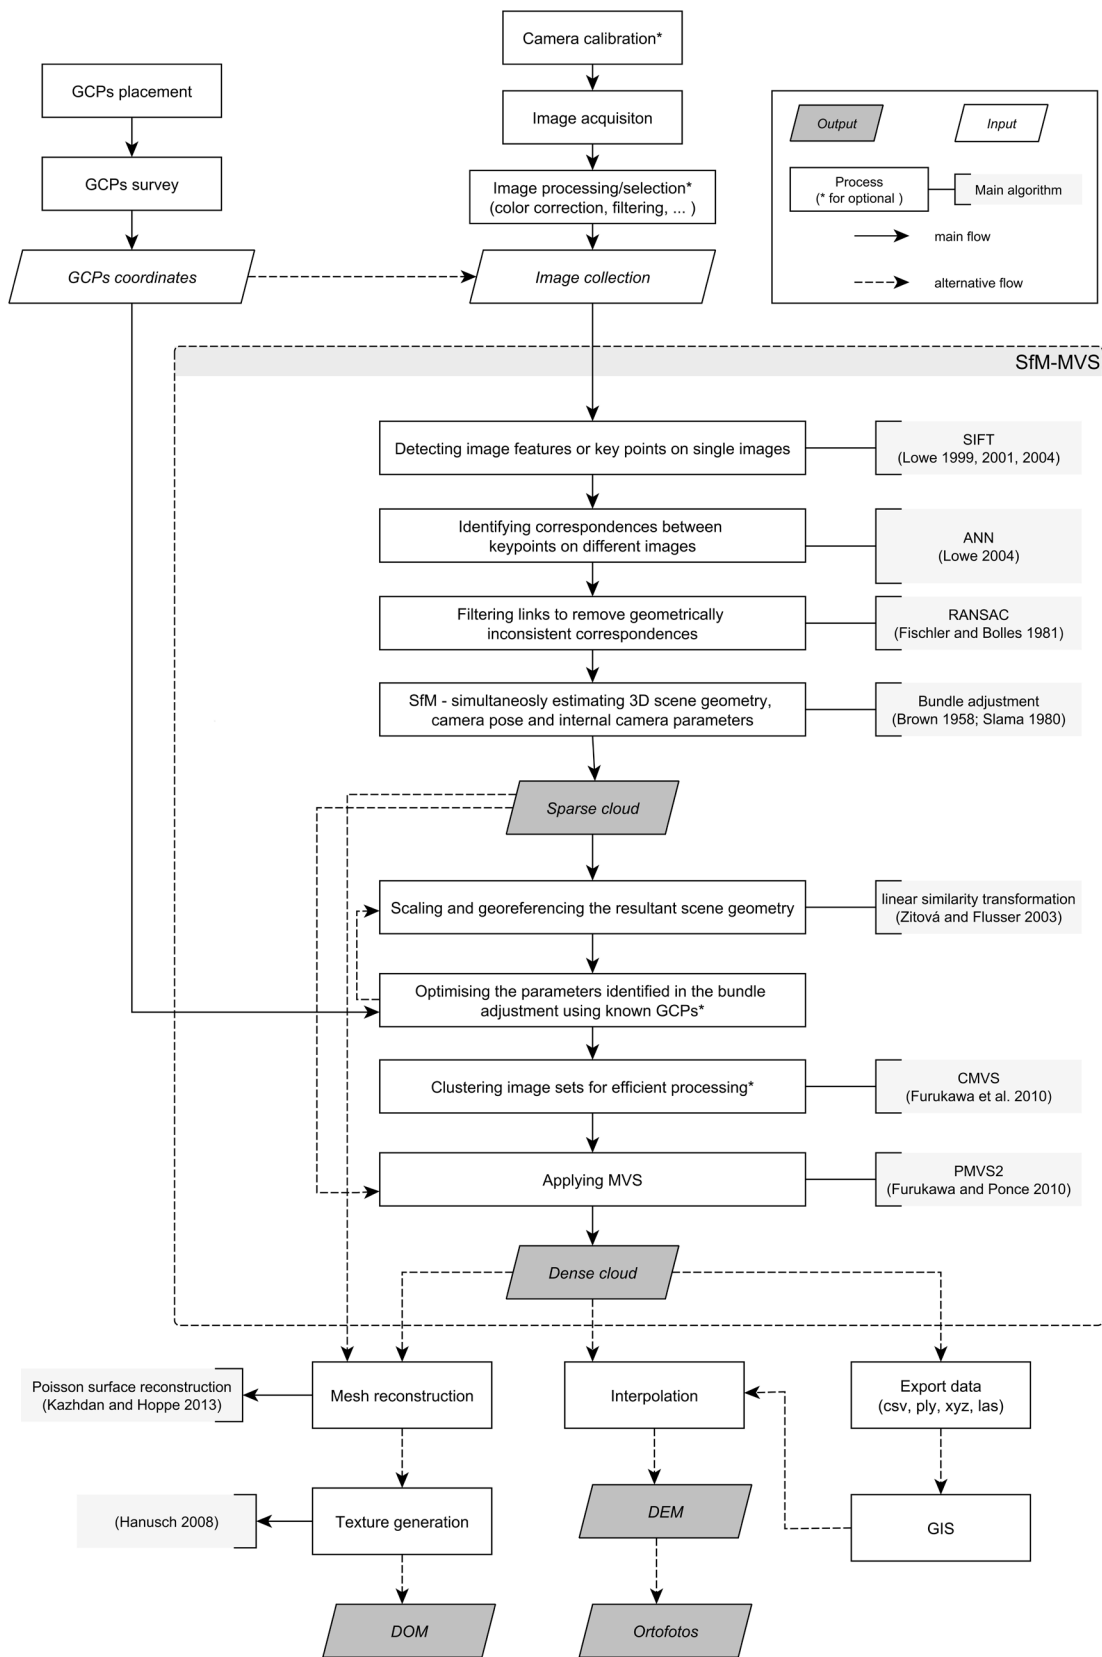 Camera calibration*
GCPs placement
Image acquisiton
GCPs survey
Image processing/selection*
(color correction, filtering, ... )
GCPs coordinates
Image collection
Output
Input
Process
(* for optional )
Main algorithm
main flow
alternative flow
SfM-MVS
Detecting image features or key points on single images
SIFT
(Lowe 1999, 2001, 2004)
Identifying correspondences between
keypoints on different images
ANN
(Lowe 2004)
Filtering links to remove geometrically
inconsistent correspondences
RANSAC
(Fischler and Bolles 1981)
SfM - simultaneosly estimating 3D scene geometry,
camera pose and internal camera parameters
Bundle adjustment
(Brown 1958; Slama 1980)
Sparse cloud
Scaling and georeferencing the resultant scene geometry
linear similarity transformation
(Zitová and Flusser 2003)
Optimising the parameters identified in the bundle
adjustment using known GCPs*
Clustering image sets for efficient processing*
CMVS
(Furukawa et al. 2010)
Applying MVS
PMVS2
(Furukawa and Ponce 2010)
Dense cloud
Poisson surface reconstruction
(Kazhdan and Hoppe 2013)
Mesh reconstruction
Interpolation
Export data
(csv, ply, xyz, las)
(Hanusch 2008)
Texture generation
DEM
GIS
DOM
Ortofotos